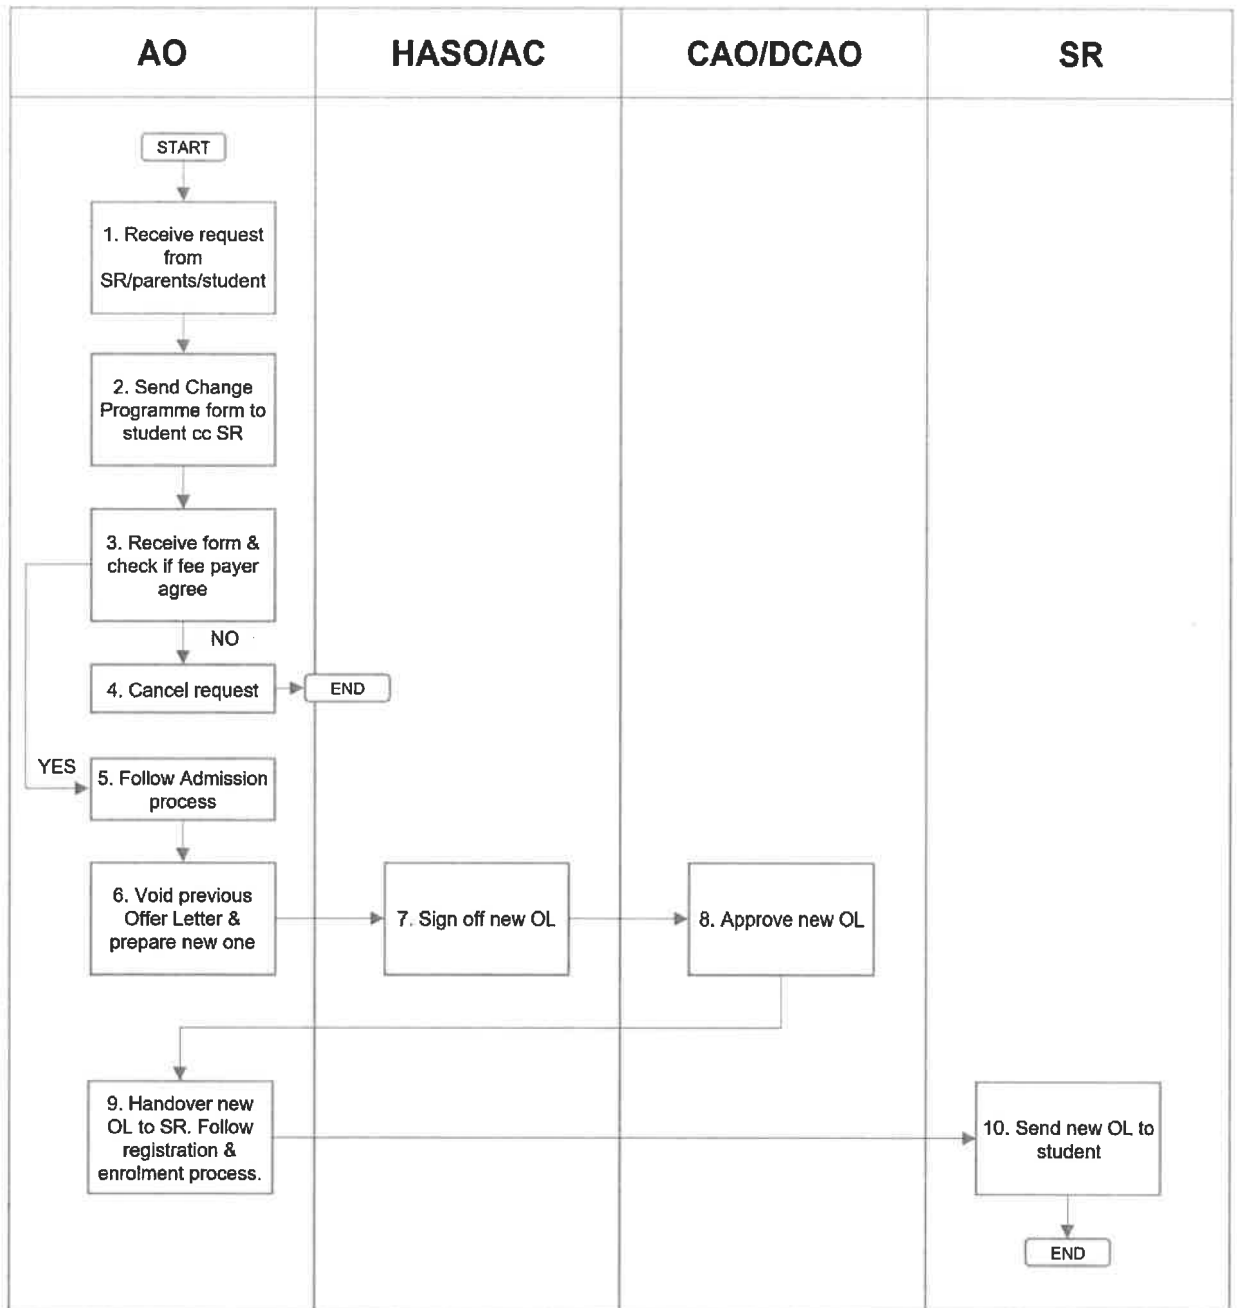 AO
HASO/AC
CAO/DCAO
SR
START
1. Receive request
from
SR/parents/student
2. Send Change
Programme form to
student cc SR
3. Receive form &
check if fee payer
agree
NO
4. Cancel request
END
YES
5. Follow Admission
process
6. Void previous
Offer Letter &
prepare new one
7. Sign off new OL
8. Approve new OL
9. Handover new
OL to SR. Follow
registration &
enrolment process.
10. Send new OL to
student
END